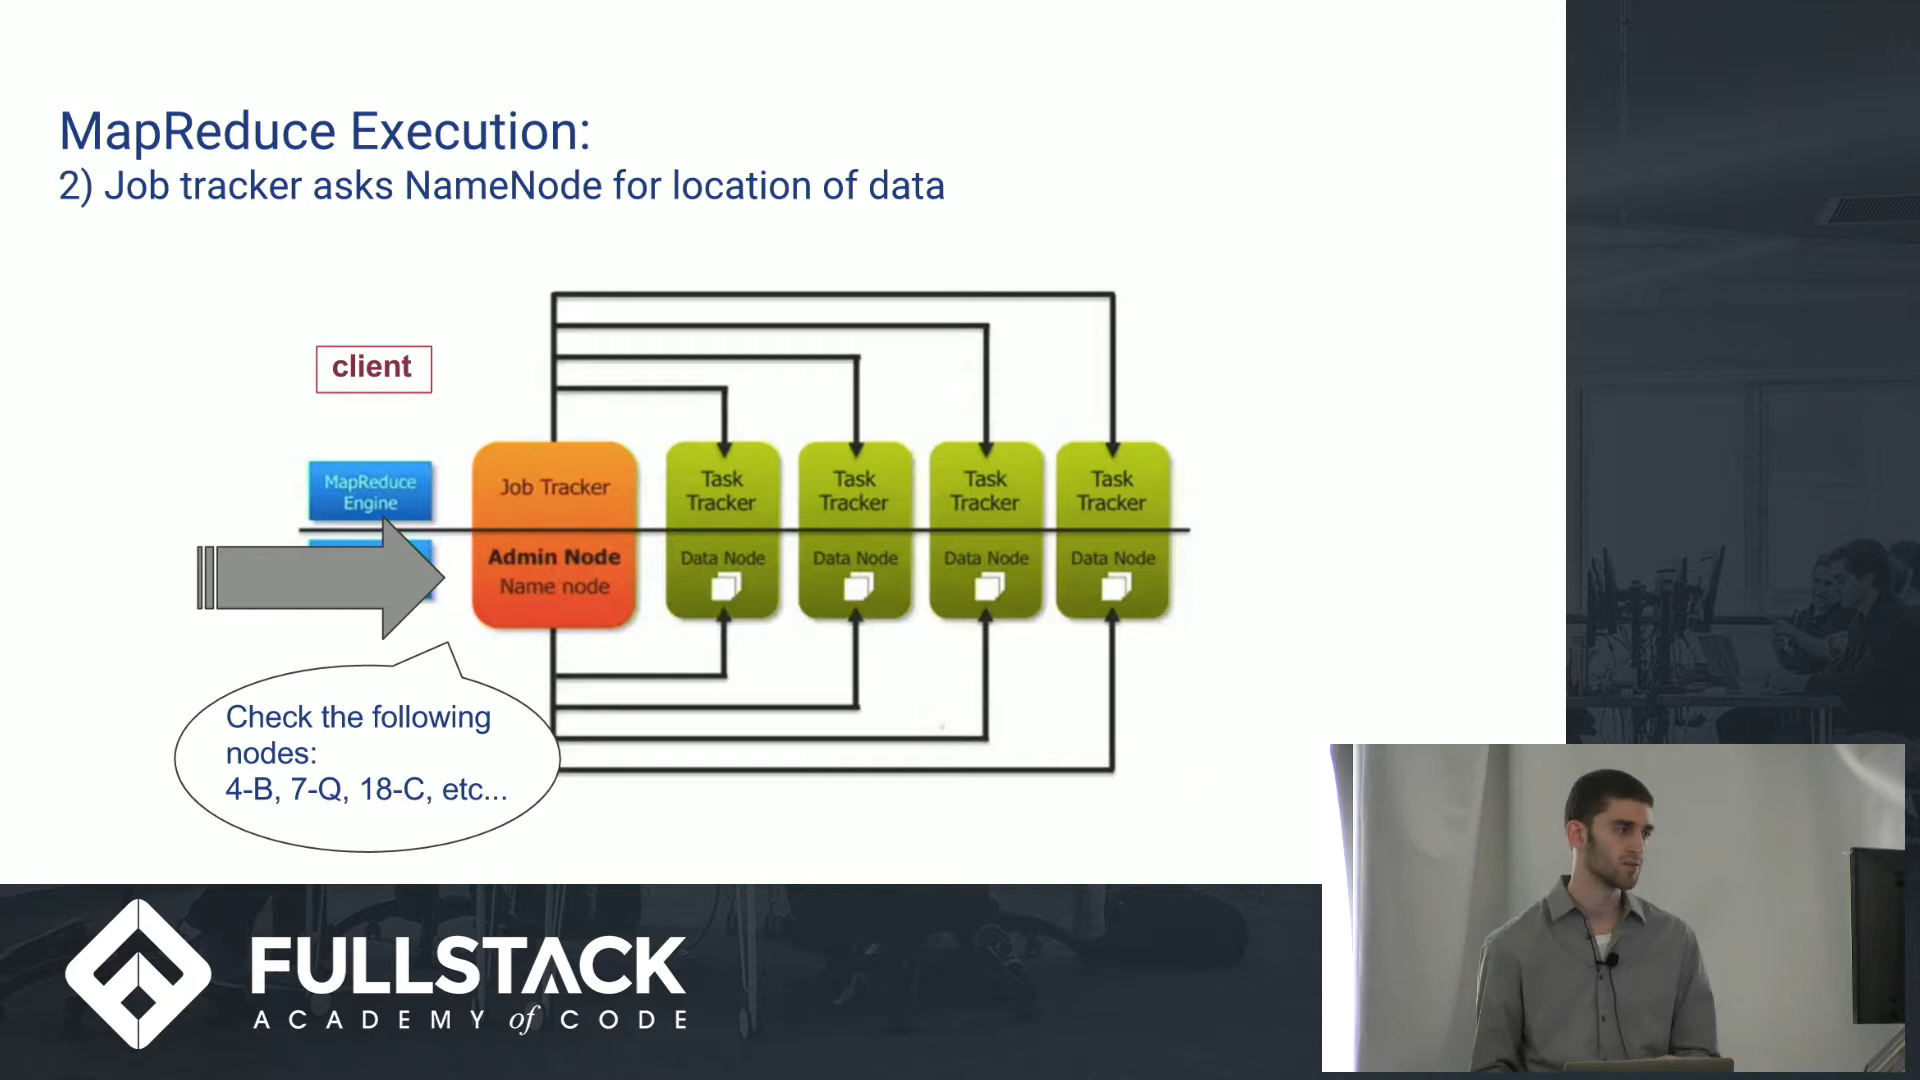 MapReduce Execution:
2) Job tracker asks NameNode for location of data
client
MapReduce
Engine
Job Tracker
Admin Node
Name node
Task
Tracker
Data Node
Task
Tracker
Data Node
Task
Tracker
Data Node
Task
Tracker
Data Node
Check the following
nodes:
4-B, 7-Q, 18-C, etc...
FULLSTACK
ACADEMY of CODE